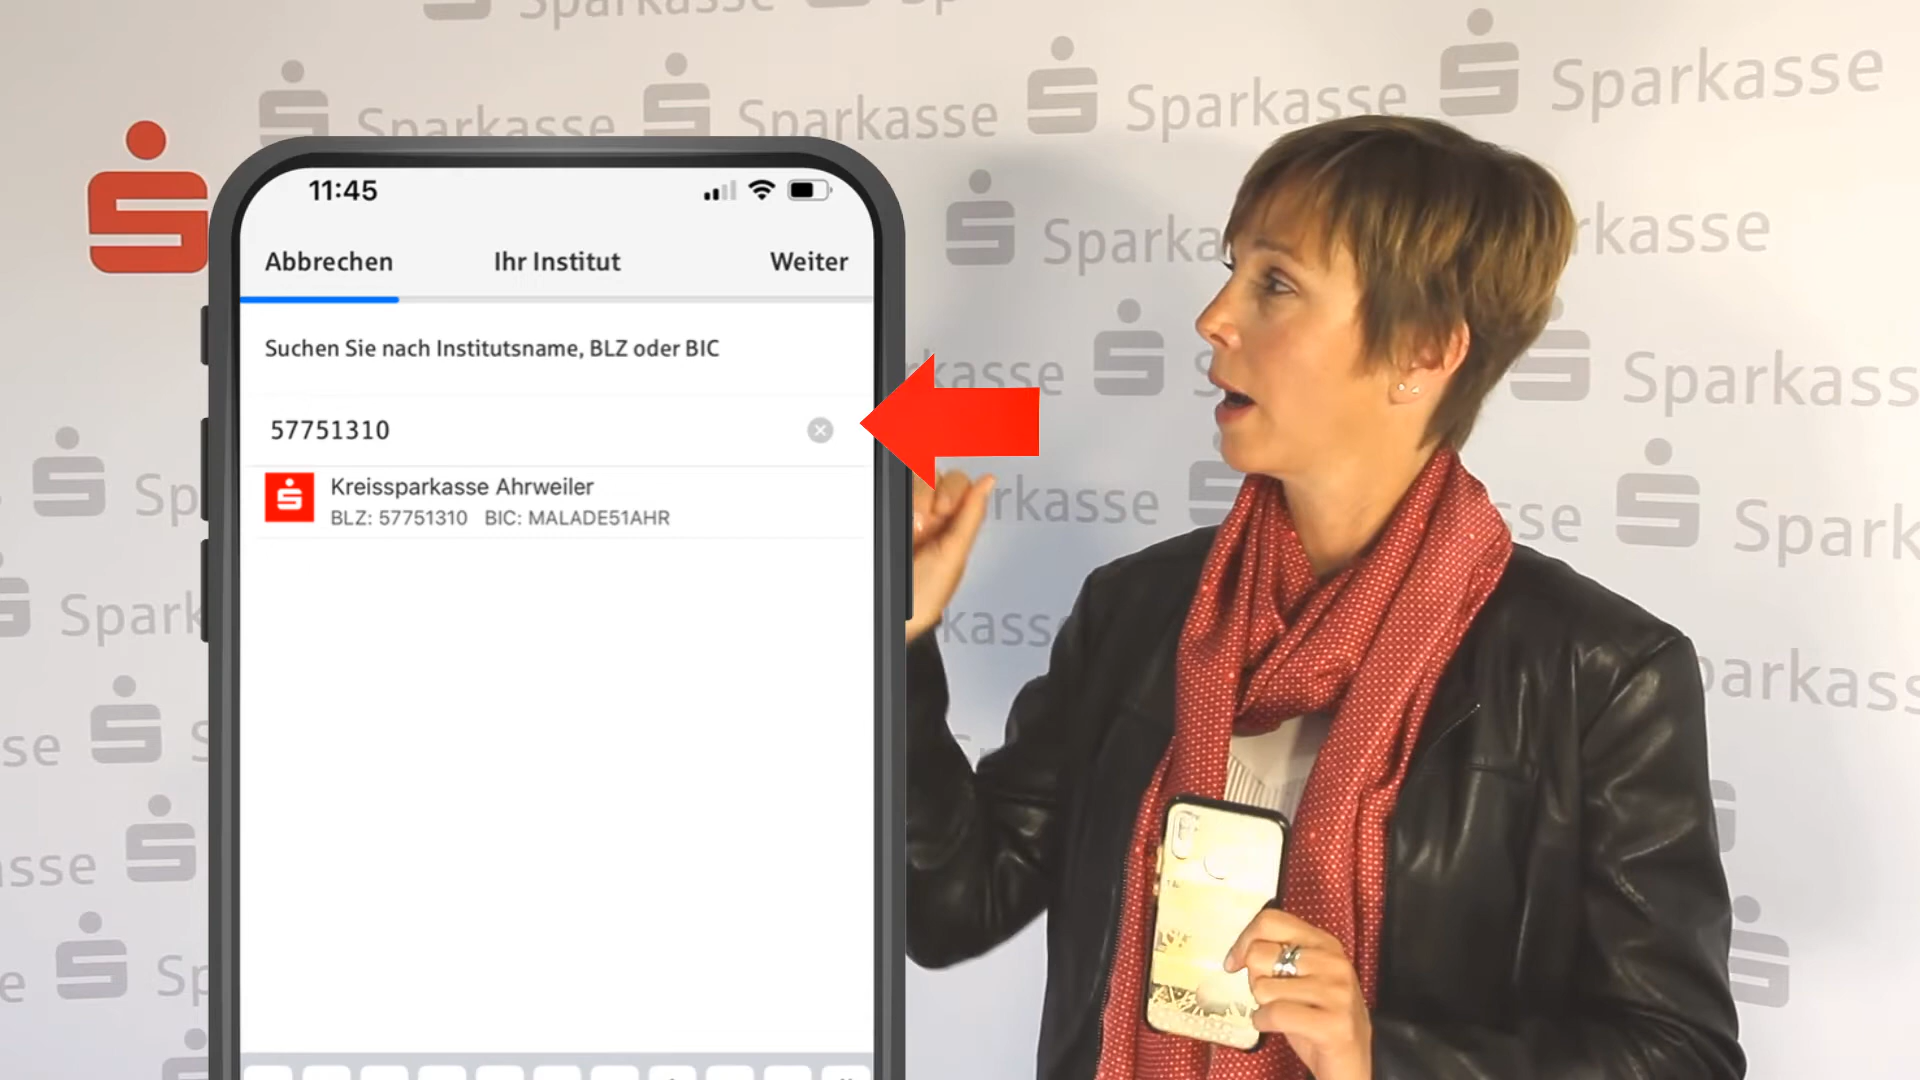 Sparkasse
Sparkasse
Sparkasse
Sparkasse
Sparkasse
11:45
Abbrechen
Ihr Institut
Weiter
Suchen Sie nach Institutsname, BLZ oder BIC
57751310
Kreissparkasse Ahrweiler
BLZ: 57751310 BIC: MALADE51AHR